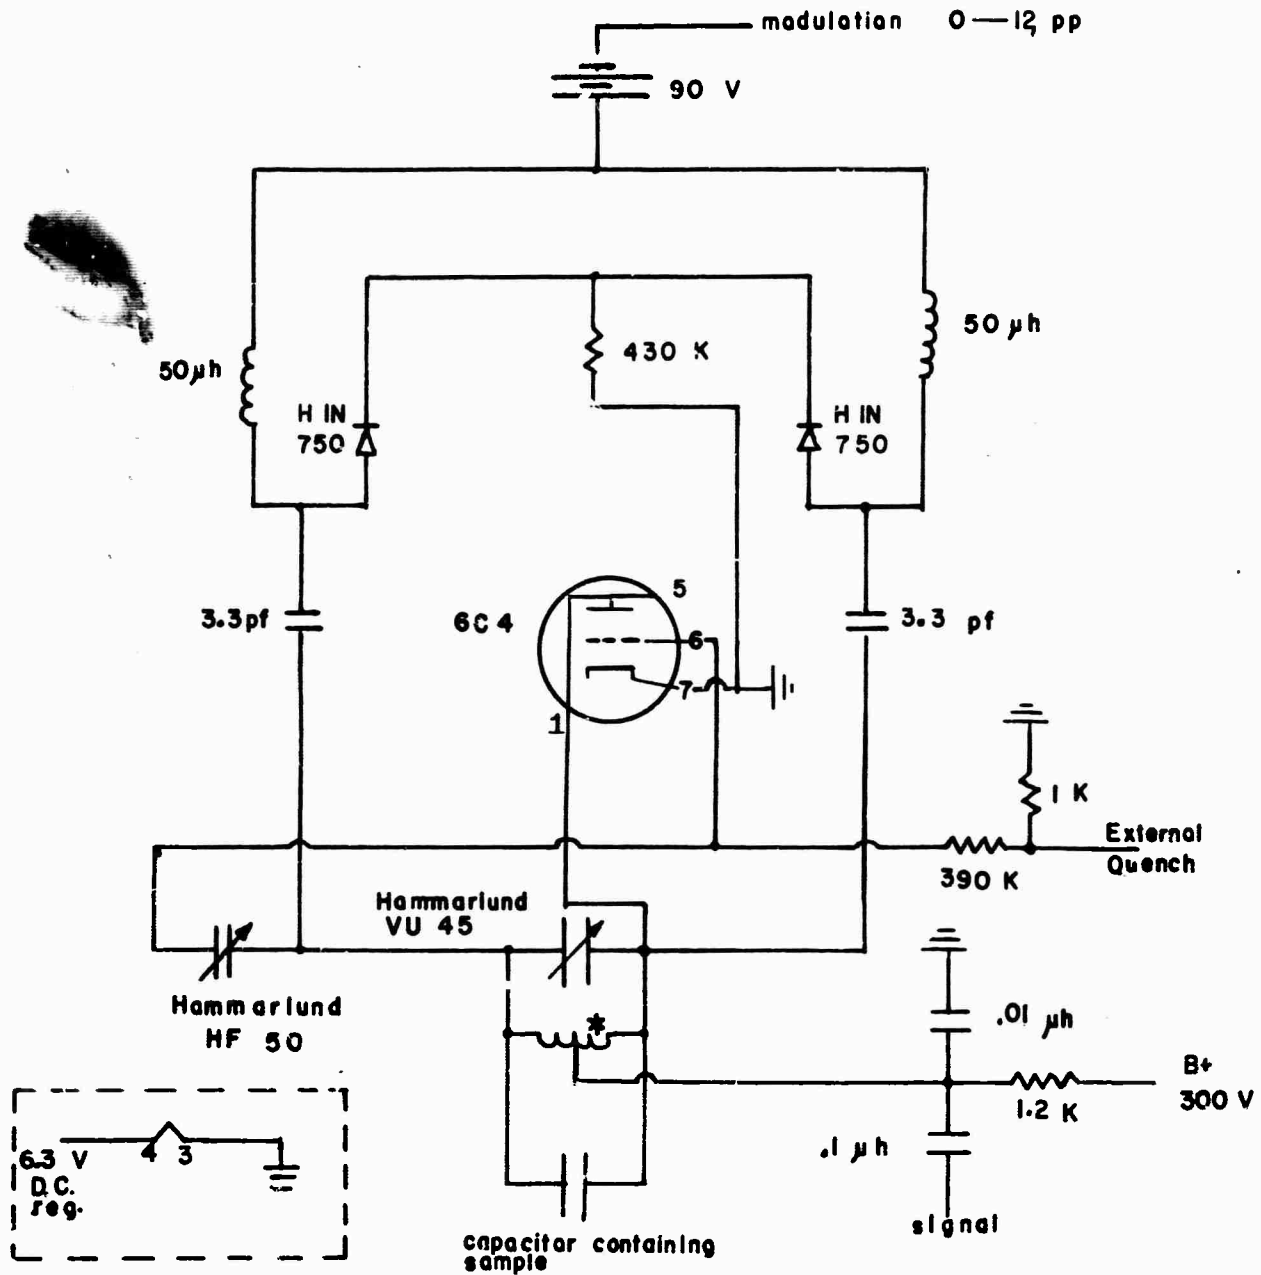 modulation 0—12 pp
90 V
50 µh
50µh
430 K
H IN
750
H IN
750
3.3pf
6C4
5
6
7
1
3.3 pf
1 K
External
Quench
390 K
Hammarlund
VU 45
Hammarlund
HF 50
*
.01 µh
B+
300 V
1.2 K
.1 µh
signal
6.3 V
D.C.
reg.
4 3
capacitor containing
sample